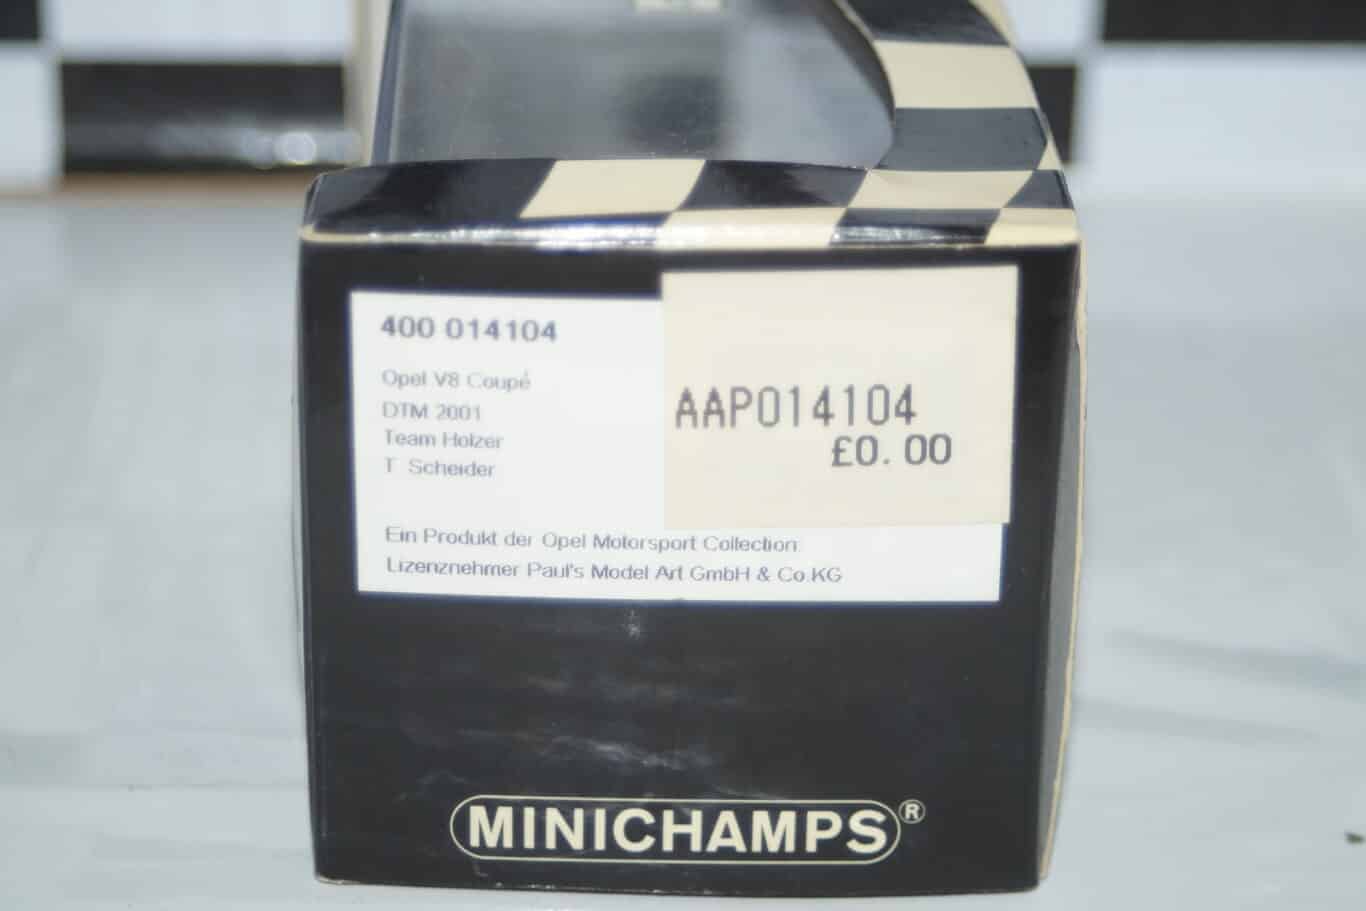 400 014104
Opel V8 Coupé
DTM 2001
Team Holzer
T. Scheider
Ein Produkt der Opel Motorsport Collection.
Lizenznehmer Paul's Model Art GmbH & Co.KG
AAP014104
£0.00
MINICHAMPS®